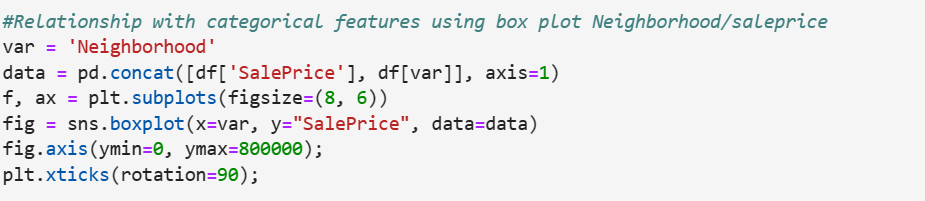 #Relationship with categorical features using box plot Neighborhood/saleprice
var = 'Neighborhood'
data = pd.concat([df['SalePrice'], df[var]], axis=1)
f, ax = plt.subplots(figsize=(8, 6))
fig = sns.boxplot(x=var, y="SalePrice", data=data)
fig.axis(ymin=0, ymax=800000);
plt.xticks(rotation=90);